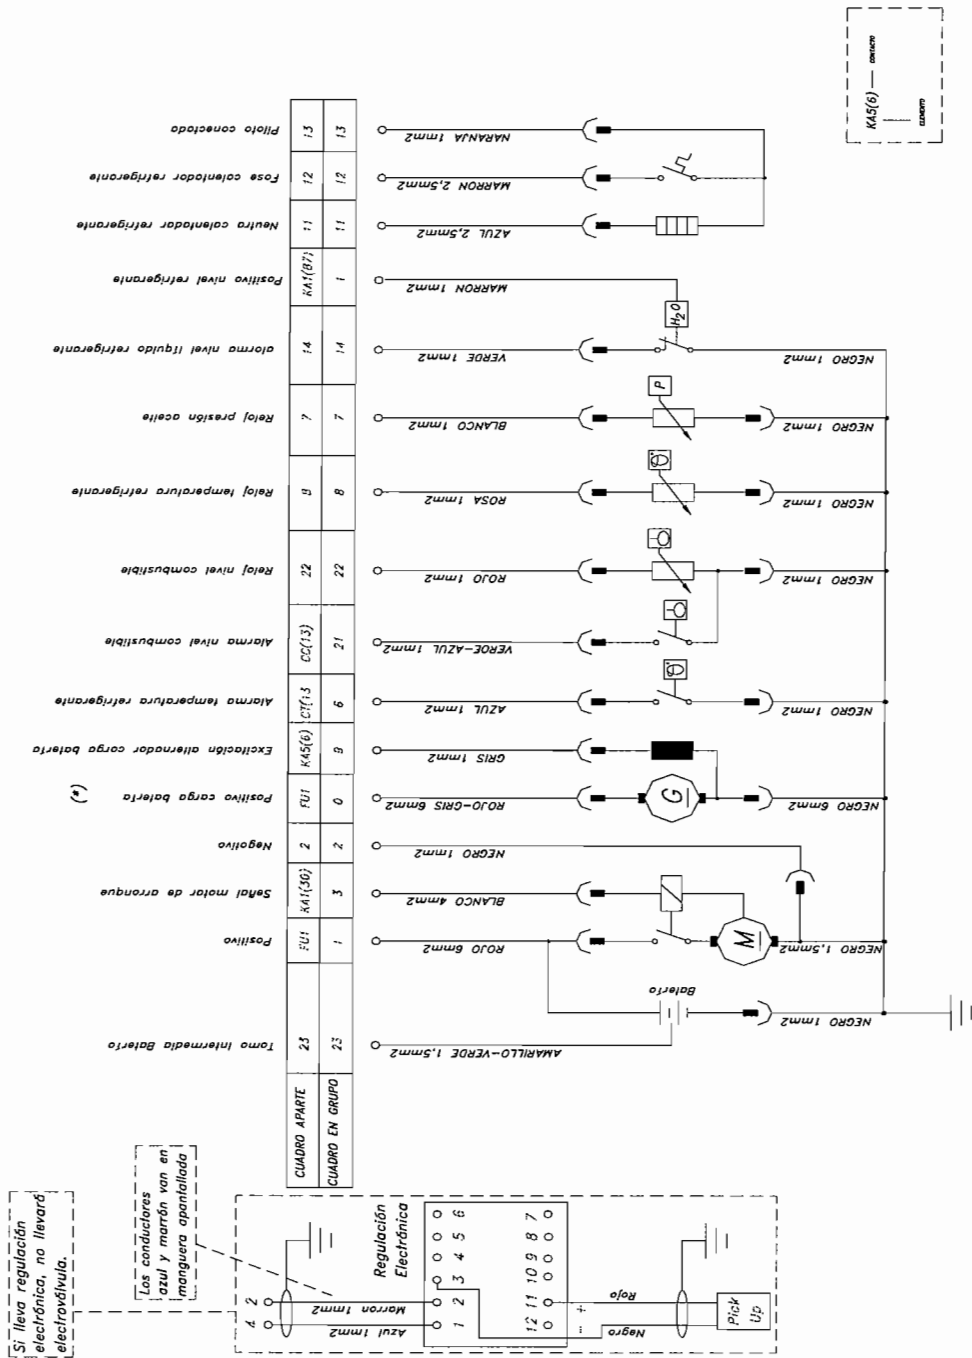 KA5(6) CONTACTO
ELEMENTO
Piloto conectado
13
13
NARANJA 1mm2
Fase calentador refrigerante
12
12
MARRON 2,5mm2
Neutro calentador refrigerante
11
11
AZUL 2,5mm2
Positivo nivel refrigerante
KA1(87)
1
MARRON 1mm2
H2O
alarma nivel líquido refrigerante
14
14
VERDE 1mm2
NEGRO 1mm2
Reloj presión aceite
7
7
BLANCO 1mm2
P
NEGRO 1mm2
Reloj temperatura refrigerante
8
ROSA 1mm2
NEGRO 1mm2
Reloj nivel combustible
22
22
ROJO 1mm2
NEGRO 1mm2
Alarma nivel combustible
CC(13)
21
VERDE-AZUL 1mm2
Alarma temperatura refrigerante
CT(13
6
AZUL 1mm2
NEGRO 1mm2
Excitación alternador carga batería
KA5(6)
9
GRIS 1mm2
(*)
Positivo carga batería
FU1
0
ROJO-GRIS 6mm2
G
NEGRO 6mm2
Negativo
2
2
NEGRO 1mm2
Señal motor de arranque
KA1(30)
3
BLANCO 4mm2
Positivo
FU1
1
ROJO 6mm2
M
NEGRO 1,5mm2
Batería
NEGRO 1mm2
Toma Intermedia Batería
23
23
AMARILLO-VERDE 1,5mm2
CUADRO APARTE
CUADRO EN GRUPO
Si lleva regulación
electrónica, no llevará
electroválvula.
Los conductores
azul y marrón van en
manguera apantallada
4 2
Azul 1mm2
Marron 1mm2
Regulación
Electrónica
1 2 3 4 5 6
12 11 10 9 8 7
- +
Negro
Rojo
Pick
Up